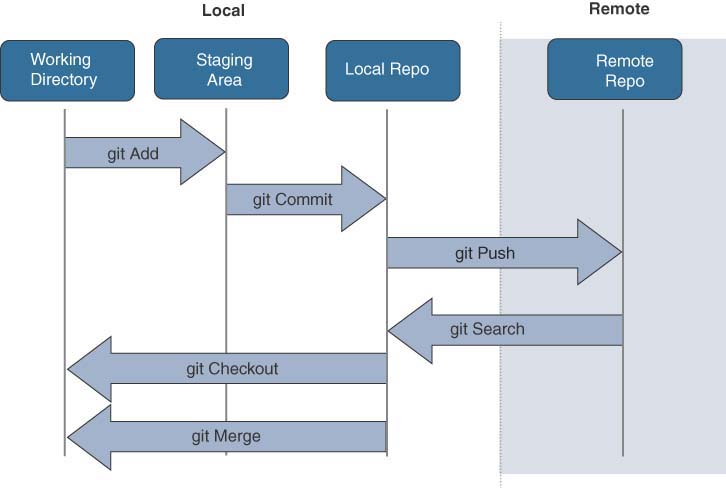 Local
Remote
Working
Directory
Staging
Area
Local Repo
Remote
Repo
git Add
git Commit
git Push
git Search
git Checkout
git Merge